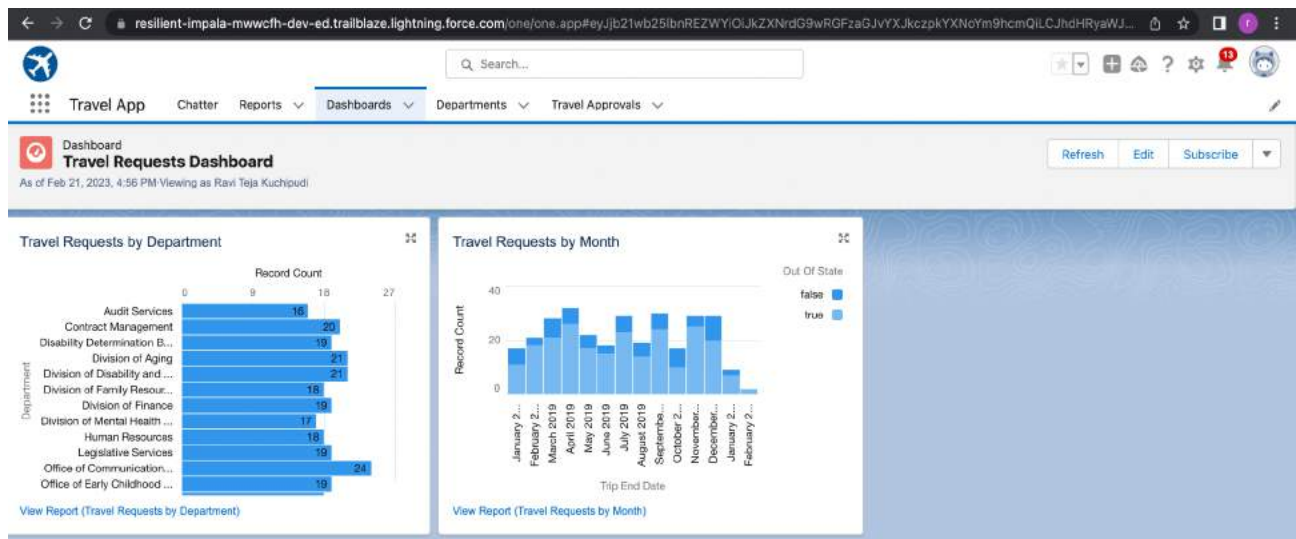 resilient-impala-mwwcfh-dev-ed.trailblaze.lightning.force.com/one/one.app#
Search...
13
Travel App Chatter Reports Dashboards Departments Travel Approvals
Dashboard
Travel Requests Dashboard
As of Feb 21, 2023, 4:56 PM·Viewing as Ravi Teja Kuchipudi
Refresh Edit Subscribe
Travel Requests by Department
Record Count
0 9 18 27
Department
Audit Services 16
Contract Management 20
Disability Determination B... 19
Division of Aging 21
Division of Disability and ... 21
Division of Family Resour... 18
Division of Finance 19
Division of Mental Health ... 17
Human Resources 18
Legislative Services 19
Office of Communication... 24
Office of Early Childhood ... 19
View Report (Travel Requests by Department)
Travel Requests by Month
Out Of State
false
true
Record Count
40
20
0
January 2...
February 2...
March 2019
April 2019
May 2019
June 2019
July 2019
August 2019
Septembe...
October 2...
November...
December...
January 2...
February 2...
Trip End Date
View Report (Travel Requests by Month)